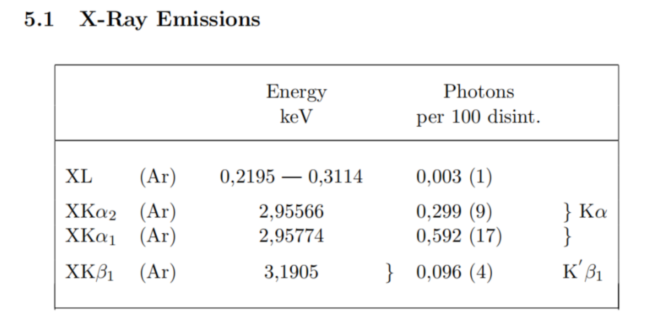 5.1 X-Ray Emissions
Energy Photons
keV per 100 disint.
XL (Ar) 0,2195 — 0,3114 0,003 (1)
XKα₂ (Ar) 2,95566 0,299 (9) } Kα
XKα₁ (Ar) 2,95774 0,592 (17) }
XKβ₁ (Ar) 3,1905 } 0,096 (4) K′β₁